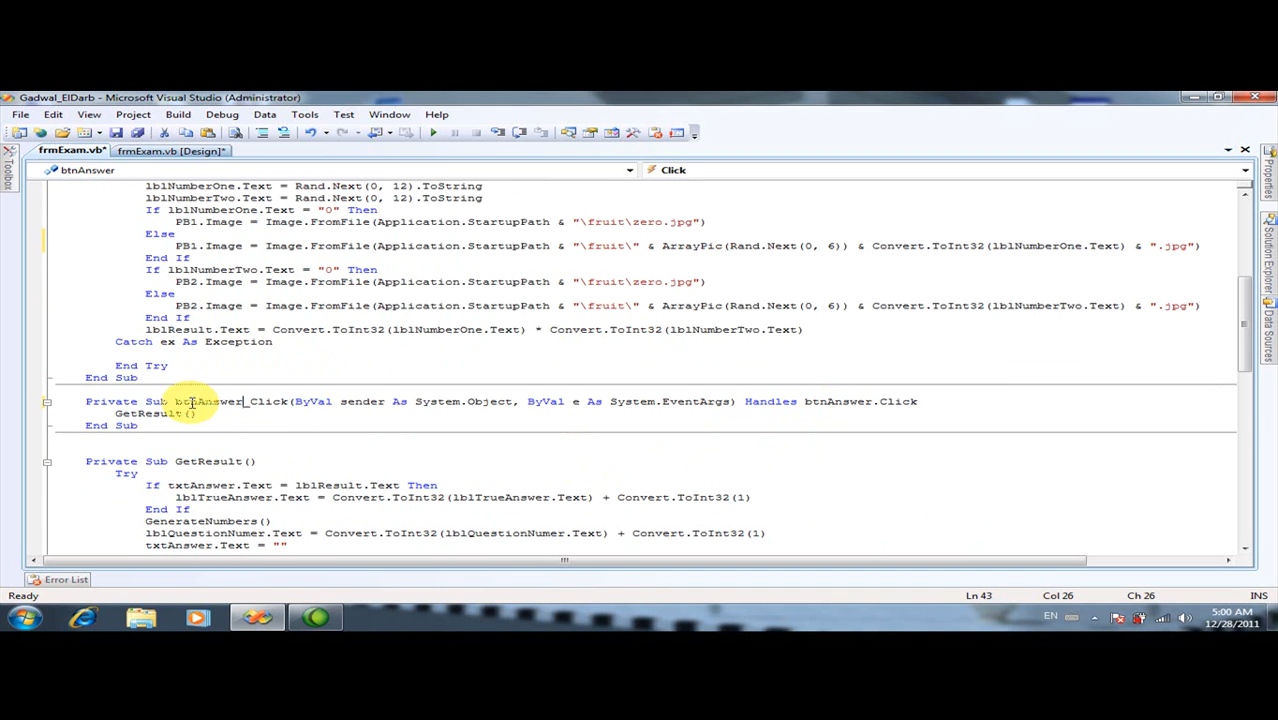 Gadwal_ElDarb - Microsoft Visual Studio (Administrator)
File Edit View Project Build Debug Data Tools Test Window Help
frmExam.vb* frmExam.vb [Design]*
btnAnswer Click
Toolbox
Properties
Solution Explorer
Data Sources
lblNumberOne.Text = Rand.Next(0, 12).ToString
lblNumberTwo.Text = Rand.Next(0, 12).ToString
If lblNumberOne.Text = "0" Then
PB1.Image = Image.FromFile(Application.StartupPath & "\fruit\zero.jpg")
Else
PB1.Image = Image.FromFile(Application.StartupPath & "\fruit\" & ArrayPic(Rand.Next(0, 6)) & Convert.ToInt32(lblNumberOne.Text) & ".jpg")
End If
If lblNumberTwo.Text = "0" Then
PB2.Image = Image.FromFile(Application.StartupPath & "\fruit\zero.jpg")
Else
PB2.Image = Image.FromFile(Application.StartupPath & "\fruit\" & ArrayPic(Rand.Next(0, 6)) & Convert.ToInt32(lblNumberTwo.Text) & ".jpg")
End If
lblResult.Text = Convert.ToInt32(lblNumberOne.Text) * Convert.ToInt32(lblNumberTwo.Text)
Catch ex As Exception
End Try
End Sub
Private Sub btnAnswer_Click(ByVal sender As System.Object, ByVal e As System.EventArgs) Handles btnAnswer.Click
GetResult()
End Sub
Private Sub GetResult()
Try
If txtAnswer.Text = lblResult.Text Then
lblTrueAnswer.Text = Convert.ToInt32(lblTrueAnswer.Text) + Convert.ToInt32(1)
End If
GenerateNumbers()
lblQuestionNumer.Text = Convert.ToInt32(lblQuestionNumer.Text) + Convert.ToInt32(1)
txtAnswer.Text = ""
Error List
Ready Ln 43 Col 26 Ch 26 INS
EN
5:00 AM
12/28/2011